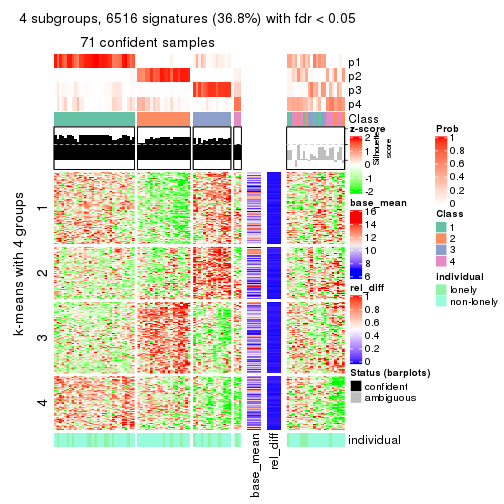 4 subgroups, 6516 signatures (36.8%) with fdr < 0.05
71 confident samples
p1
p2
p3
p4
Class
Silhouette
score
k-means with 4 groups
1
2
3
4
individual
base_mean
rel_diff
z-score
2
1
0
-1
-2
base_mean
16
14
12
10
8
6
rel_diff
1
0.8
0.6
0.4
0.2
0
Status (barplots)
confident
ambiguous
Prob
1
0.8
0.6
0.4
0.2
0
Class
1
2
3
4
individual
lonely
non-lonely